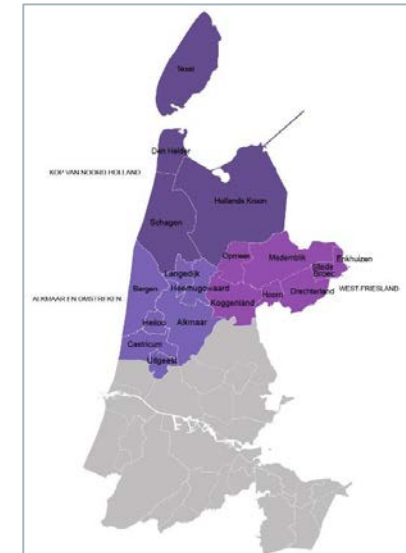 Texel
Den Helder
KOP VAN NOORD HOLLAND
Hollands Kroon
Schagen
Opmeer
Medemblik
Enkhuizen
Stede
Broec
Langedijk
Heerhugowaard
Bergen
Drechterland
WEST-FRIESLAND
Hoorn
ALKMAAR EN OMSTREKEN
Koggenland
Alkmaar
Heiloo
Castricum
Uitgeest